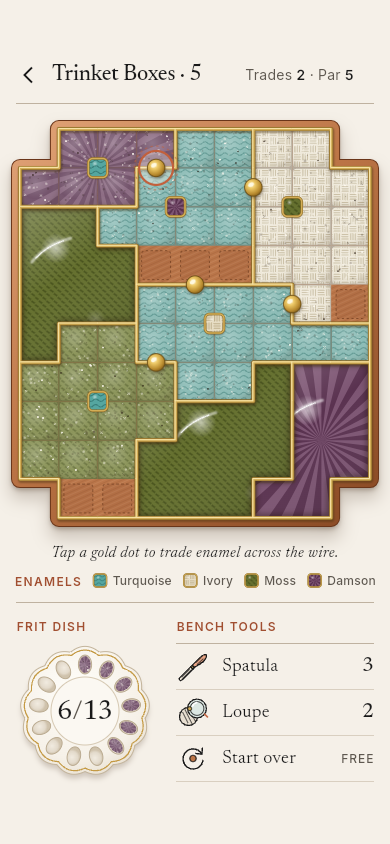 Trinket Boxes · 5
Trades 2 · Par 5
Tap a gold dot to trade enamel across the wire.
ENAMELS Turquoise Ivory Moss Damson
FRIT DISH
6/13
BENCH TOOLS
Spatula 3
Loupe 2
Start over FREE